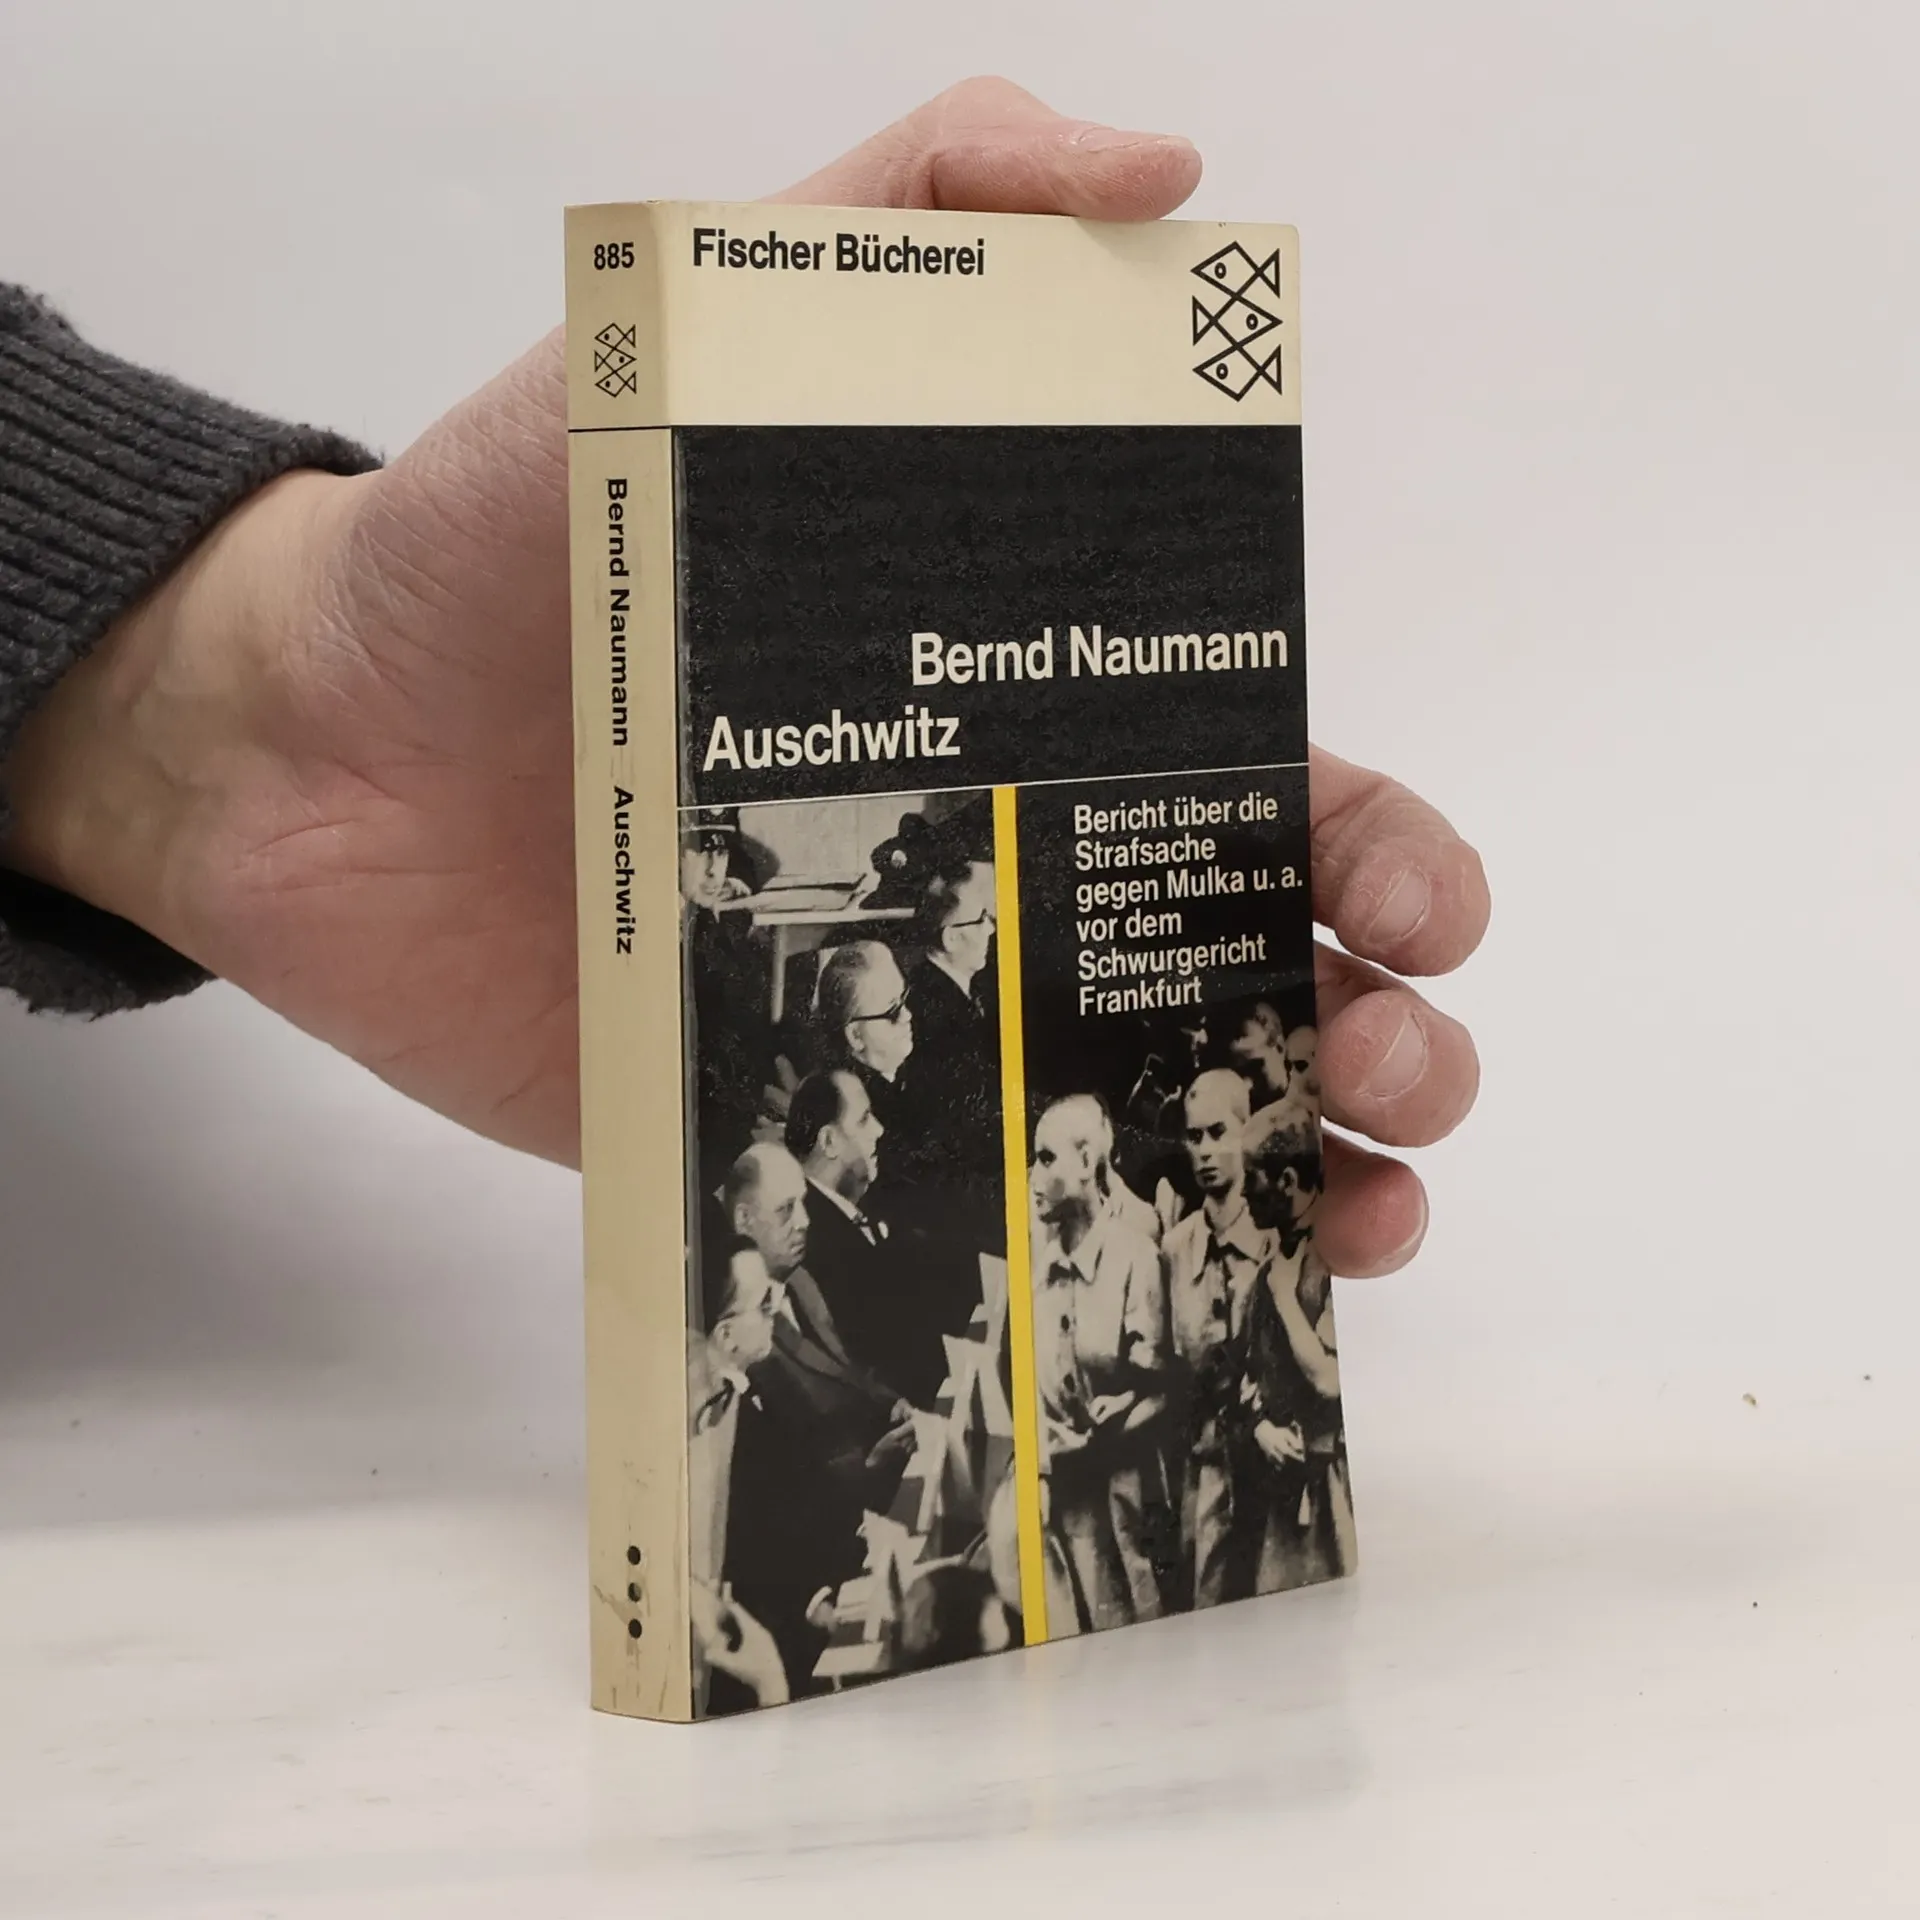 885
Bernd Naumann Auschwitz
Fischer Bücherei
Bernd Naumann
Auschwitz
Bericht über die
Strafsache
gegen Mulka u. a.
vor dem
Schwurgericht
Frankfurt